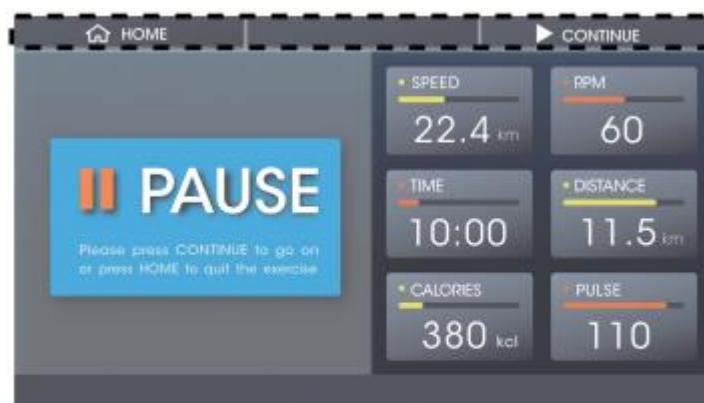 HOME
CONTINUE
PAUSE
Please press CONTINUE to go on
or press HOME to quit the exercise
SPEED
22.4 km
RPM
60
TIME
10:00
DISTANCE
11.5 km
CALORIES
380 kcl
PULSE
110